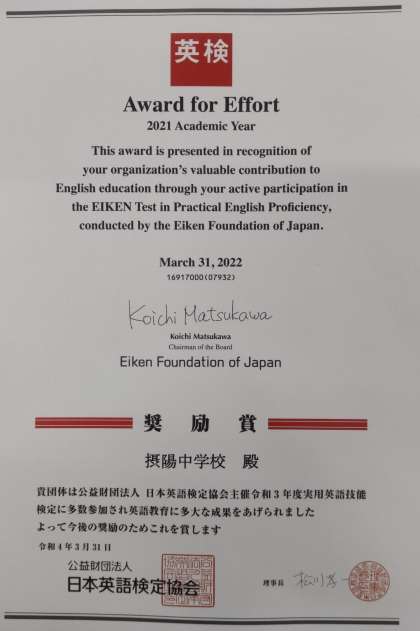 英検
Award for Effort
2021 Academic Year
This award is presented in recognition of
your organization's valuable contribution to
English education through your active participation in
the EIKEN Test in Practical English Proficiency,
conducted by the Eiken Foundation of Japan.
March 31, 2022
16917000(07932)
Koichi Matsukawa
Koichi Matsukawa
Chairman of the Board
Eiken Foundation of Japan
奨励賞
摂陽中学校 殿
貴団体は公益財団法人 日本英語検定協会主催令和3年度実用英語技能
検定に多数参加され英語教育に多大な成果をあげられました
よって今後の奨励のためこれを賞します
令和4年3月31日
公益財団法人
日本英語検定協会
理事長 松川孝一